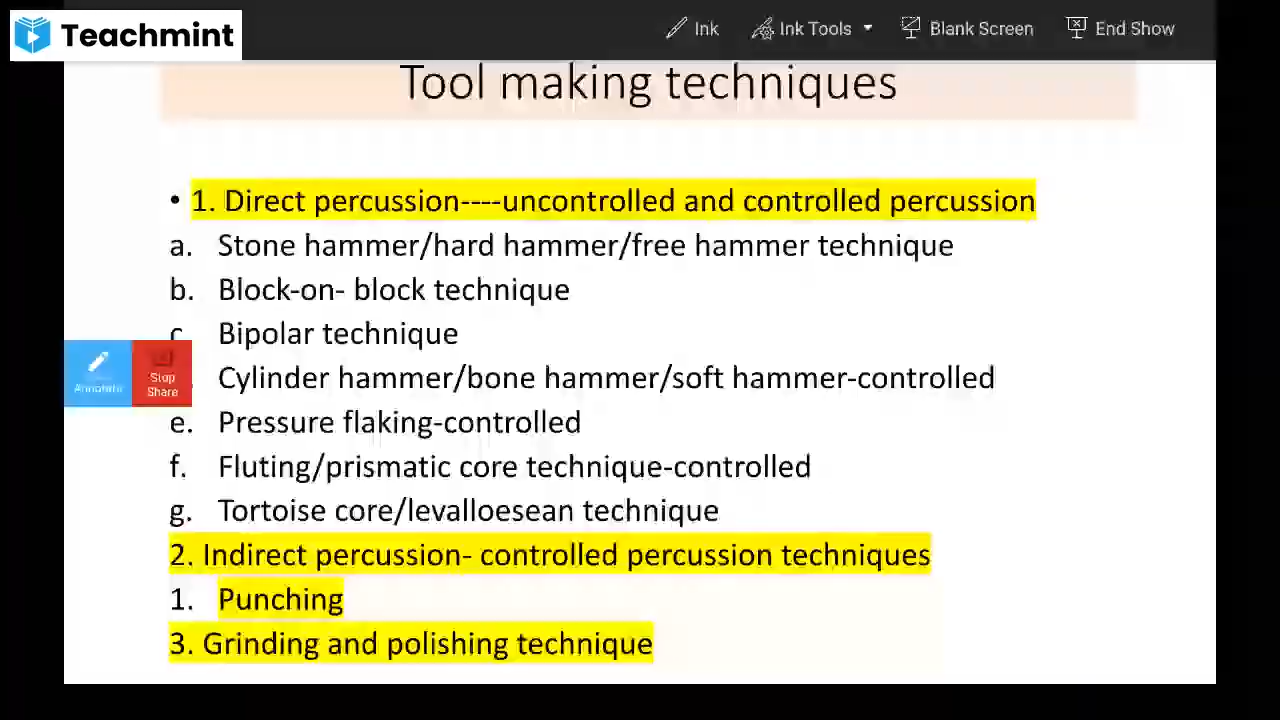 Teachmint
Ink
Ink Tools
Blank Screen
End Show
Tool making techniques
• 1. Direct percussion----uncontrolled and controlled percussion
a. Stone hammer/hard hammer/free hammer technique
b. Block-on- block technique
c Bipolar technique
Annotate
Stop
Share
Cylinder hammer/bone hammer/soft hammer-controlled
e. Pressure flaking-controlled
f. Fluting/prismatic core technique-controlled
g. Tortoise core/levalloesean technique
2. Indirect percussion- controlled percussion techniques
1. Punching
3. Grinding and polishing technique